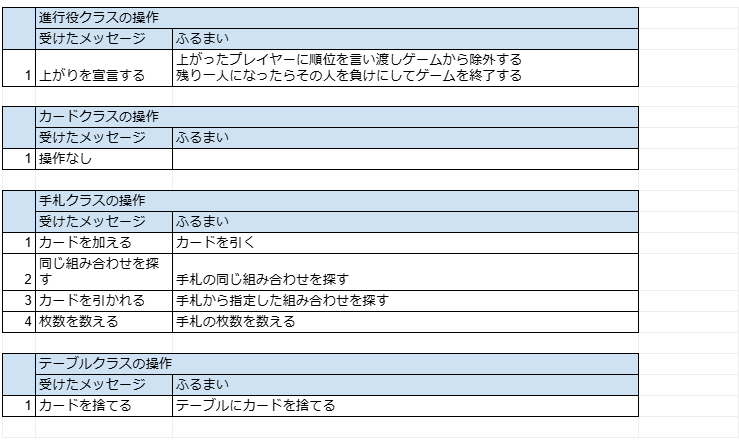 進行役クラスの操作
受けたメッセージ ふるまい
1 上がりを宣言する 上がったプレイヤーに順位を言い渡しゲームから除外する
残り一人になったらその人を負けにしてゲームを終了する
カードクラスの操作
受けたメッセージ ふるまい
1 操作なし
手札クラスの操作
受けたメッセージ ふるまい
1 カードを加える カードを引く
同じ組み合わせを探
2 す 手札の同じ組み合わせを探す
3 カードを引かれる 手札から指定した組み合わせを探す
4 枚数を数える 手札の枚数を数える
テーブルクラスの操作
受けたメッセージ ふるまい
1 カードを捨てる テーブルにカードを捨てる